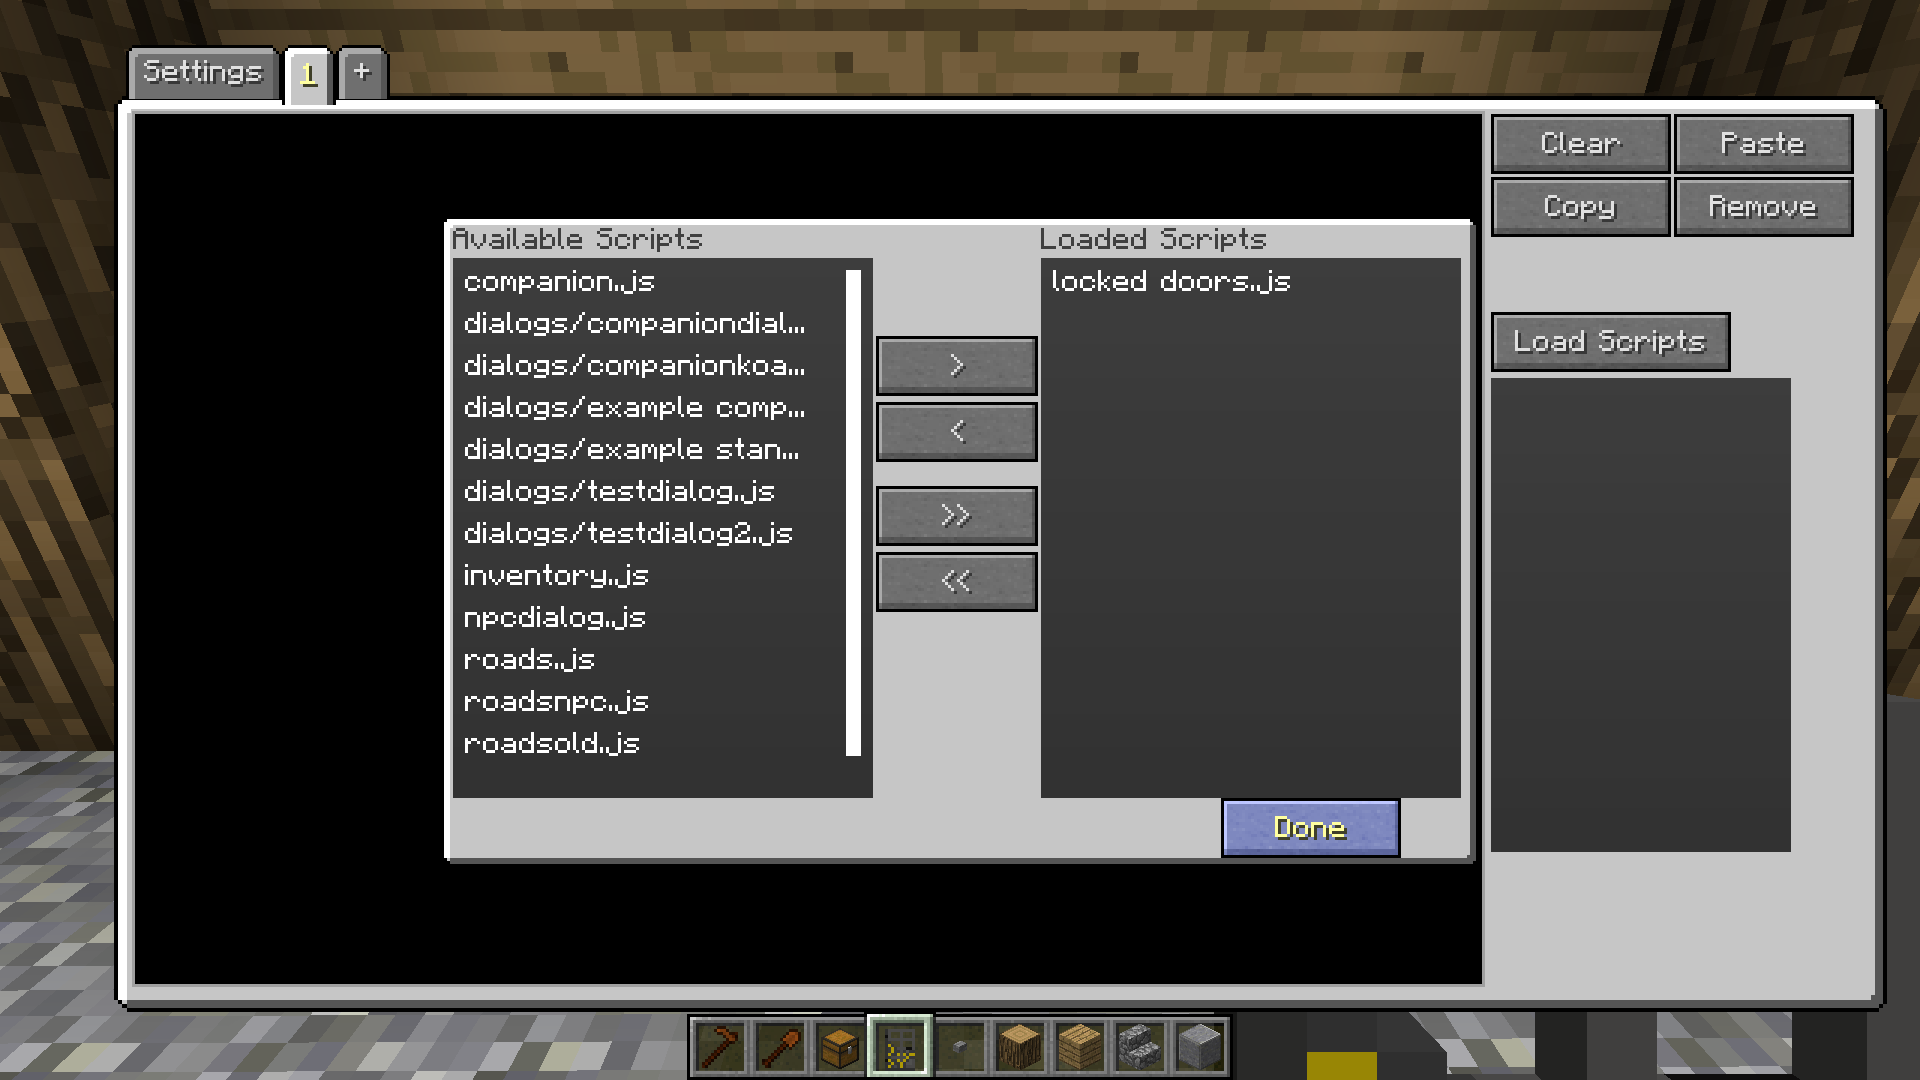 Settings
1
+
Clear
Paste
Copy
Remove
Load Scripts
Available Scripts
companion.js
dialogs/companiondial...
dialogs/companionkoa...
dialogs/example comp...
dialogs/example stan...
dialogs/testdialog.js
dialogs/testdialog2.js
inventory.js
npcdialog.js
roads.js
roadsnpc.js
roadsold.js
>
<
>>
<<
Loaded Scripts
locked doors.js
Done